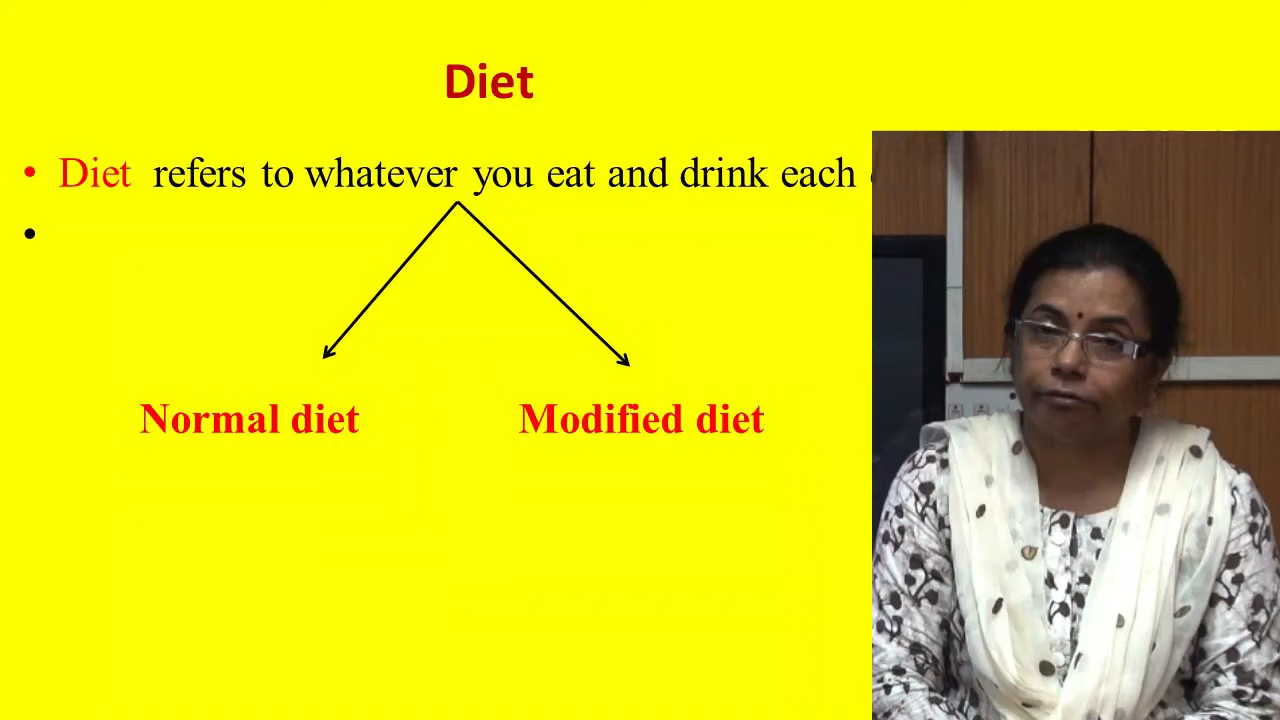 Diet
• Diet refers to whatever you eat and drink each
•
Normal diet
Modified diet